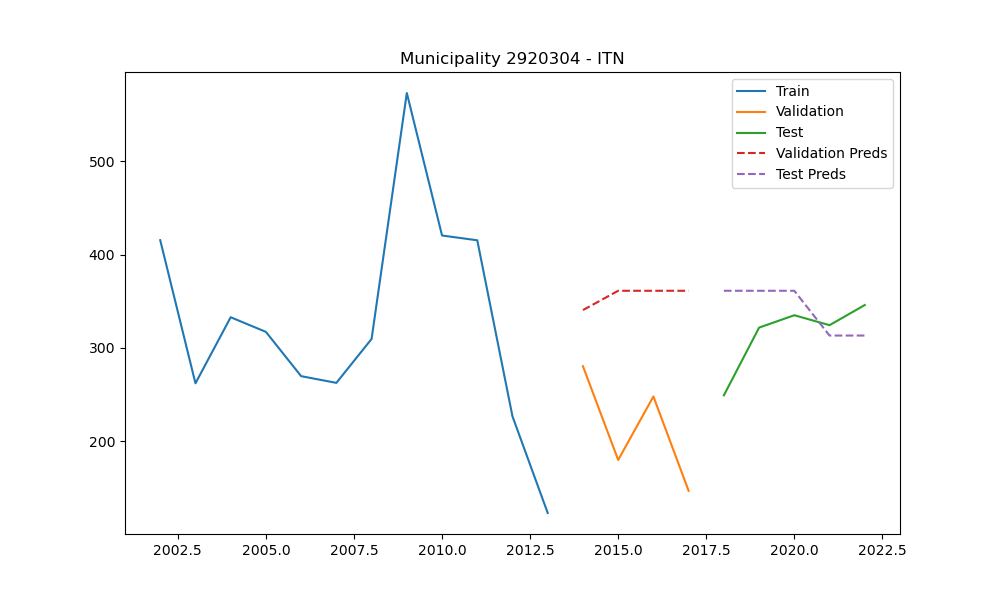 Municipality 2920304 - ITN
Train
Validation
Test
Validation Preds
Test Preds
500
400
300
200
2002.5 2005.0 2007.5 2010.0 2012.5 2015.0 2017.5 2020.0 2022.5